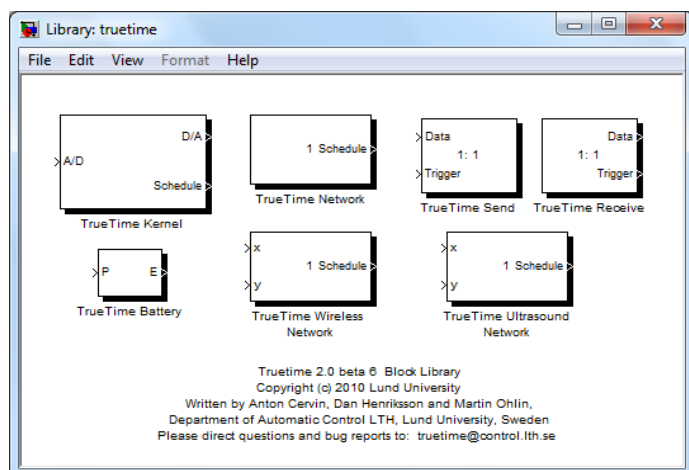 Library: truetime
File Edit View Format Help
A/D
D/A
Schedule
TrueTime Kernel
1 Schedule
TrueTime Network
Data
1: 1
Trigger
TrueTime Send
Data
1: 1
Trigger
TrueTime Receive
P E
TrueTime Battery
x
1 Schedule
y
TrueTime Wireless
Network
x
1 Schedule
y
TrueTime Ultrasound
Network
Truetime 2.0 beta 6 Block Library
Copyright (c) 2010 Lund University
Written by Anton Cervin, Dan Henriksson and Martin Ohlin,
Department of Automatic Control LTH, Lund University, Sweden
Please direct questions and bug reports to: truetime@control.lth.se